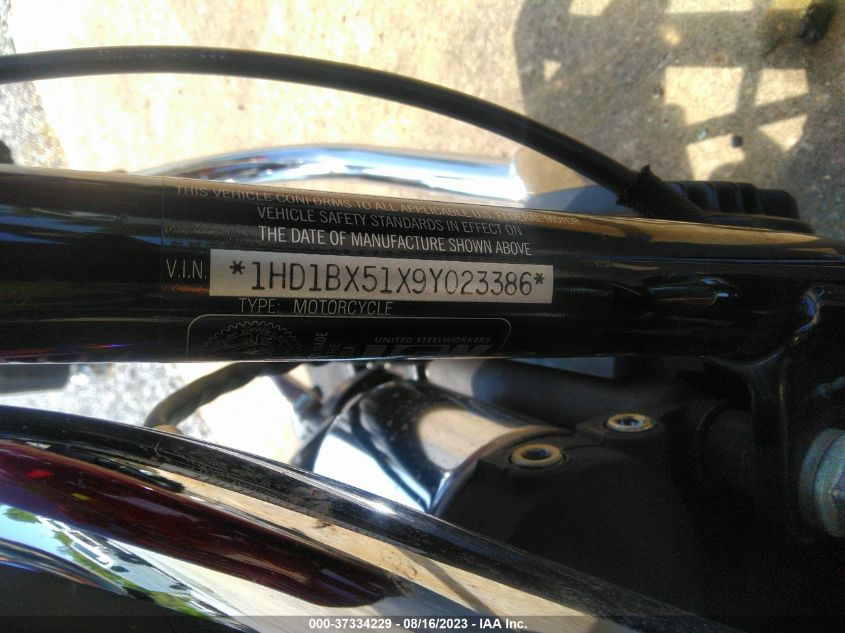 THIS VEHICLE CONFORMS TO ALL APPLICABLE U.S. FEDERAL MOTOR
VEHICLE SAFETY STANDARDS IN EFFECT ON
THE DATE OF MANUFACTURE SHOWN ABOVE
V.I.N. *1HD1BX51X9Y023386*
TYPE: MOTORCYCLE
UNITED STEELWORKERS
MADE
000-37334229 - 08/16/2023 - IAA Inc.